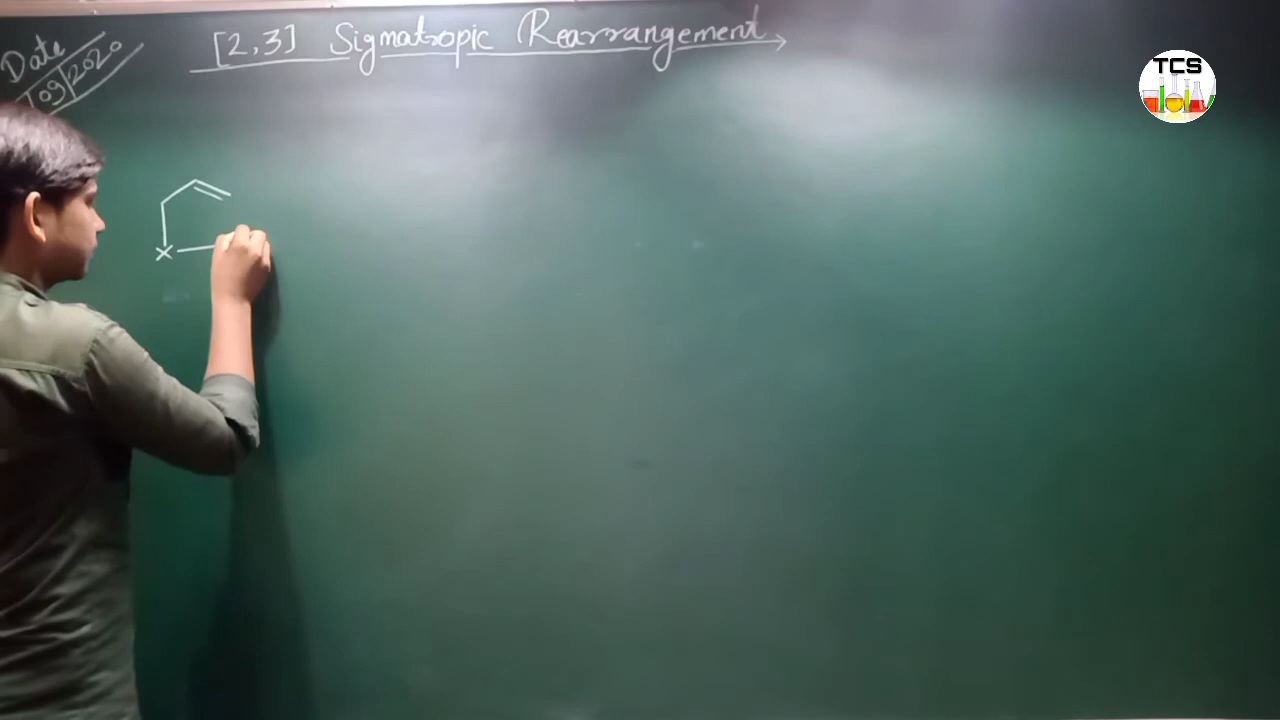 [2,3] Sigmatropic Rearrangement
Date
/09/2020
TCS
X